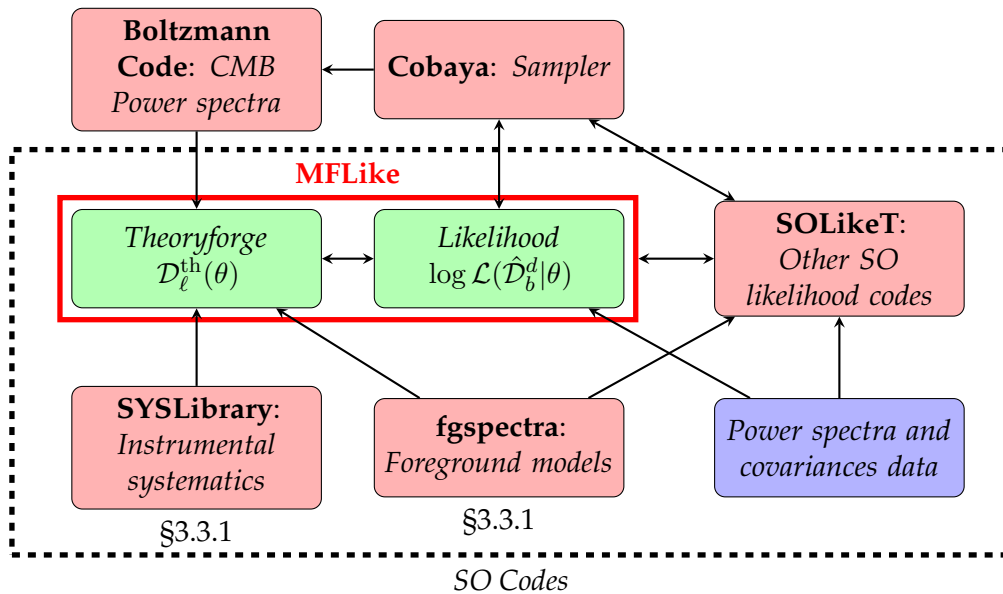 Boltzmann
Code: CMB
Power spectra
Cobaya: Sampler
MFLike
Theoryforge
𝒟_ℓ^th(θ)
Likelihood
log ℒ(𝒟̂_b^d|θ)
SOLikeT:
Other SO
likelihood codes
SYSLibrary:
Instrumental
systematics
§3.3.1
fgspectra:
Foreground models
§3.3.1
Power spectra and
covariances data
SO Codes